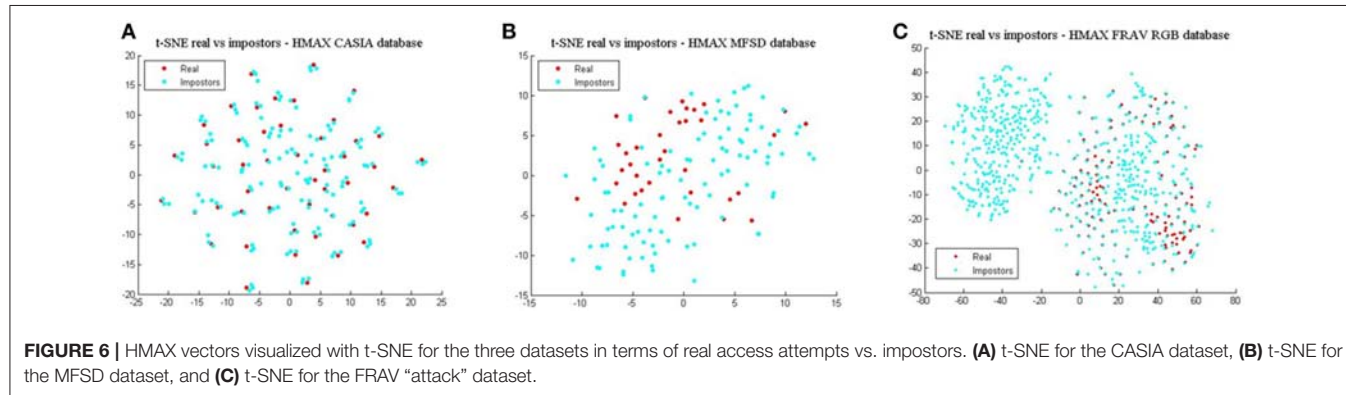 A
t-SNE real vs impostors - HMAX CASIA database
20
15
10
5
0
-5
-10
-15
-20
-25 -20 -15 -10 -5 0 5 10 15 20 25
Real
Impostors
B
t-SNE real vs impostors - HMAX MFSD database
15
10
5
0
-5
-10
-15
-15 -10 -5 0 5 10 15
Real
Impostors
C
t-SNE real vs impostors - HMAX FRAV RGB database
50
40
30
20
10
0
-10
-20
-30
-40
-50
-80 -60 -40 -20 0 20 40 60 80
Real
Impostors
FIGURE 6 | HMAX vectors visualized with t-SNE for the three datasets in terms of real access attempts vs. impostors. (A) t-SNE for the CASIA dataset, (B) t-SNE for
the MFSD dataset, and (C) t-SNE for the FRAV “attack” dataset.